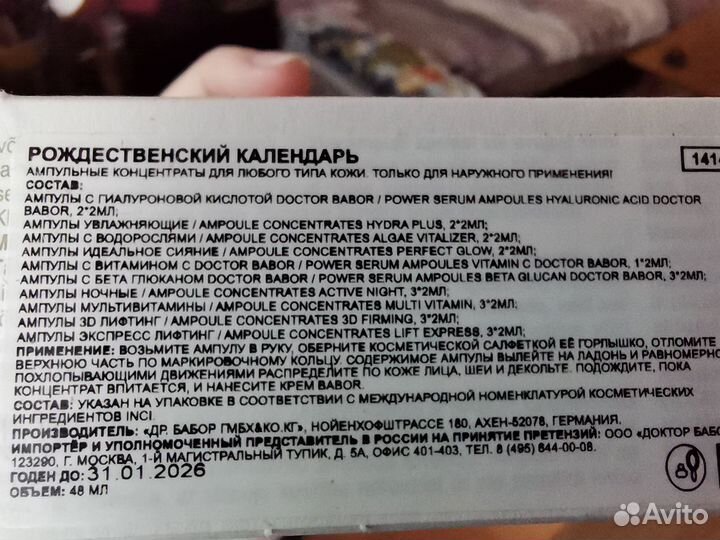 РОЖДЕСТВЕНСКИЙ КАЛЕНДАРЬ
1414
АМПУЛЬНЫЕ КОНЦЕНТРАТЫ ДЛЯ ЛЮБОГО ТИПА КОЖИ. ТОЛЬКО ДЛЯ НАРУЖНОГО ПРИМЕНЕНИЯ!
СОСТАВ:
АМПУЛЫ С ГИАЛУРОНОВОЙ КИСЛОТОЙ DOCTOR BABOR / POWER SERUM AMPOULES HYALURONIC ACID DOCTOR
BABOR, 2*2МЛ;
АМПУЛЫ УВЛАЖНЯЮЩИЕ / AMPOULE CONCENTRATES HYDRA PLUS, 2*2МЛ;
АМПУЛЫ С ВОДОРОСЛЯМИ / AMPOULE CONCENTRATES ALGAE VITALIZER, 2*2МЛ;
АМПУЛЫ ИДЕАЛЬНОЕ СИЯНИЕ / AMPOULE CONCENTRATES PERFECT GLOW, 2*2МЛ;
АМПУЛЫ С ВИТАМИНОМ С DOCTOR BABOR / POWER SERUM AMPOULES VITAMIN C DOCTOR BABOR, 1*2МЛ;
АМПУЛЫ С БЕТА ГЛЮКАНОМ DOCTOR BABOR / POWER SERUM AMPOULES BETA GLUCAN DOCTOR BABOR, 3*2МЛ;
АМПУЛЫ НОЧНЫЕ / AMPOULE CONCENTRATES ACTIVE NIGHT, 3*2МЛ;
АМПУЛЫ МУЛЬТИВИТАМИНЫ / AMPOULE CONCENTRATES MULTI VITAMIN, 3*2МЛ;
АМПУЛЫ 3D ЛИФТИНГ / AMPOULE CONCENTRATES 3D FIRMING, 3*2МЛ;
АМПУЛЫ ЭКСПРЕСС ЛИФТИНГ / AMPOULE CONCENTRATES LIFT EXPRESS, 3*2МЛ;
ПРИМЕНЕНИЕ: ВОЗЬМИТЕ АМПУЛУ В РУКУ, ОБЕРНИТЕ КОСМЕТИЧЕСКОЙ САЛФЕТКОЙ ЕЁ ГОРЛЫШКО, ОТЛОМИТЕ
ВЕРХНЮЮ ЧАСТЬ ПО МАРКИРОВОЧНОМУ КОЛЬЦУ. СОДЕРЖИМОЕ АМПУЛЫ ВЫЛЕЙТЕ НА ЛАДОНЬ И РАВНОМЕРНО
ПОХЛОПЫВАЮЩИМИ ДВИЖЕНИЯМИ РАСПРЕДЕЛИТЕ ПО КОЖЕ ЛИЦА, ШЕИ И ДЕКОЛЬТЕ. ПОДОЖДИТЕ, ПОКА
КОНЦЕНТРАТ ВПИТАЕТСЯ, И НАНЕСИТЕ КРЕМ BABOR.
СОСТАВ: УКАЗАН НА УПАКОВКЕ В СООТВЕТСТВИИ С МЕЖДУНАРОДНОЙ НОМЕНКЛАТУРОЙ КОСМЕТИЧЕСКИХ
ИНГРЕДИЕНТОВ INCI.
ПРОИЗВОДИТЕЛЬ: «ДР. БАБОР ГМБХ&КО.КГ», НОЙЕНХОФШТРАССЕ 180, ААХЕН-52078, ГЕРМАНИЯ.
ИМПОРТЁР И УПОЛНОМОЧЕННЫЙ ПРЕДСТАВИТЕЛЬ В РОССИИ НА ПРИНЯТИЕ ПРЕТЕНЗИЙ: ООО «ДОКТОР БАБО
123290, Г. МОСКВА, 1-Й МАГИСТРАЛЬНЫЙ ТУПИК, Д. 5А, ОФИС 401-403, ТЕЛ. 8 (495) 644-00-08.
ГОДЕН ДО: 31.01.2026
ОБЪЕМ: 48 МЛ
Avito